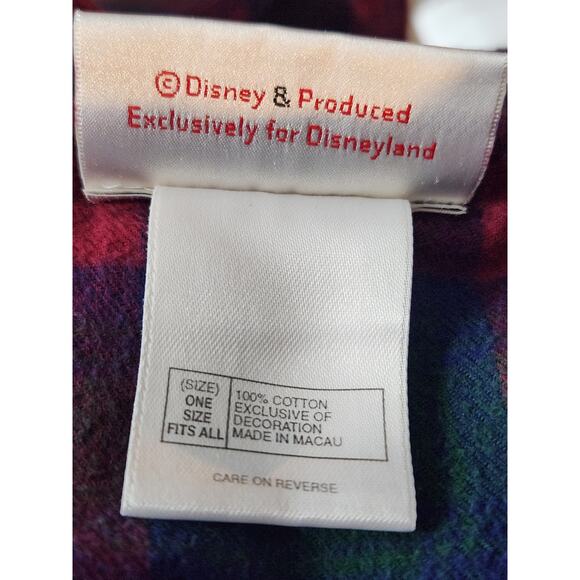 © Disney & Produced
Exclusively for Disneyland
(SIZE)
ONE
SIZE
FITS ALL
100% COTTON
EXCLUSIVE OF
DECORATION
MADE IN MACAU
CARE ON REVERSE